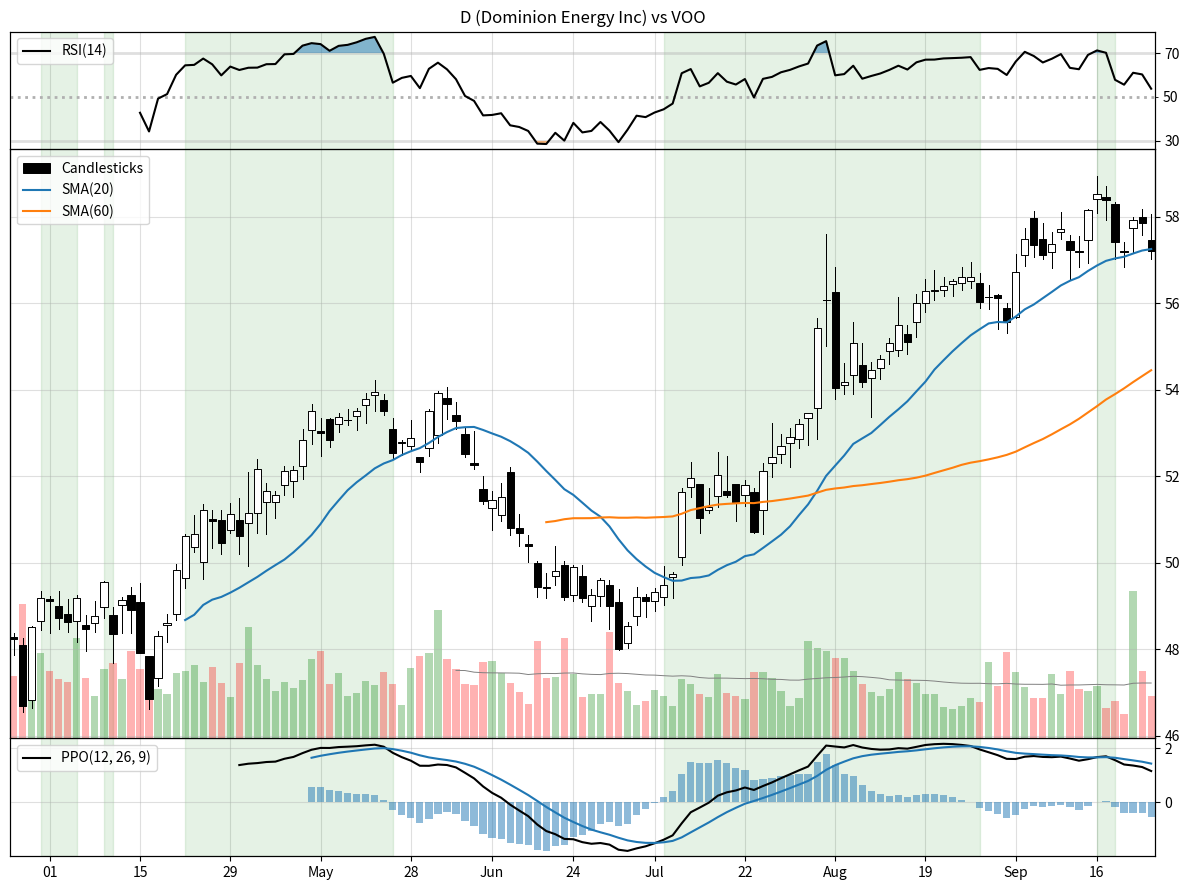 D (Dominion Energy Inc) vs VOO
RSI(14)
70
50
30
Candlesticks
SMA(20)
SMA(60)
58
56
54
52
50
48
46
PPO(12, 26, 9)
2
0
01 15 29 May 28 Jun 24 Jul 22 Aug 19 Sep 16